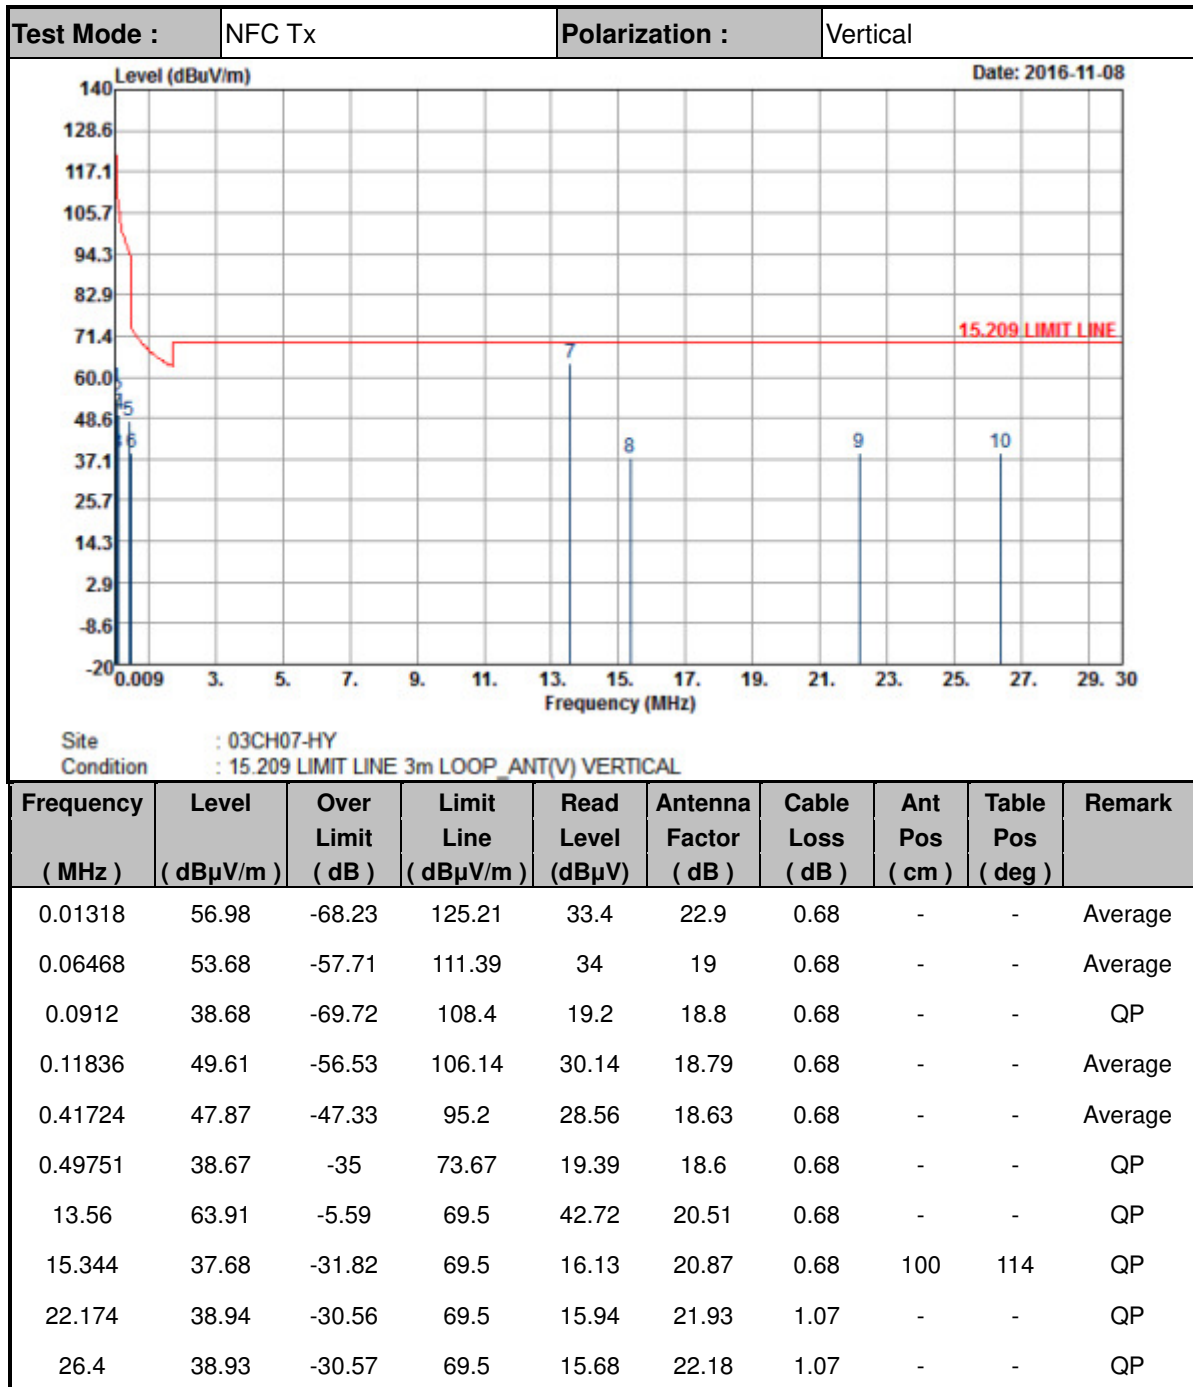 Test Mode : NFC Tx Polarization : Vertical
Level (dBuV/m) Date: 2016-11-08
140
128.6
117.1
105.7
94.3
82.9
71.4
60.0
48.6
37.1
25.7
14.3
2.9
-8.6
-20
15.209 LIMIT LINE
1
2
4 5
3 6
7
8
9
10
0.009 3. 5. 7. 9. 11. 13. 15. 17. 19. 21. 23. 25. 27. 29. 30
Frequency (MHz)
Site : 03CH07-HY
Condition : 15.209 LIMIT LINE 3m LOOP_ANT(V) VERTICAL
Frequency Level Over Limit Read Antenna Cable Ant Table Remark
Limit Line Level Factor Loss Pos Pos
( MHz ) ( dBµV/m ) ( dB ) ( dBµV/m ) (dBµV) ( dB ) ( dB ) ( cm ) ( deg )
0.01318 56.98 -68.23 125.21 33.4 22.9 0.68 - - Average
0.06468 53.68 -57.71 111.39 34 19 0.68 - - Average
0.0912 38.68 -69.72 108.4 19.2 18.8 0.68 - - QP
0.11836 49.61 -56.53 106.14 30.14 18.79 0.68 - - Average
0.41724 47.87 -47.33 95.2 28.56 18.63 0.68 - - Average
0.49751 38.67 -35 73.67 19.39 18.6 0.68 - - QP
13.56 63.91 -5.59 69.5 42.72 20.51 0.68 - - QP
15.344 37.68 -31.82 69.5 16.13 20.87 0.68 100 114 QP
22.174 38.94 -30.56 69.5 15.94 21.93 1.07 - - QP
26.4 38.93 -30.57 69.5 15.68 22.18 1.07 - - QP